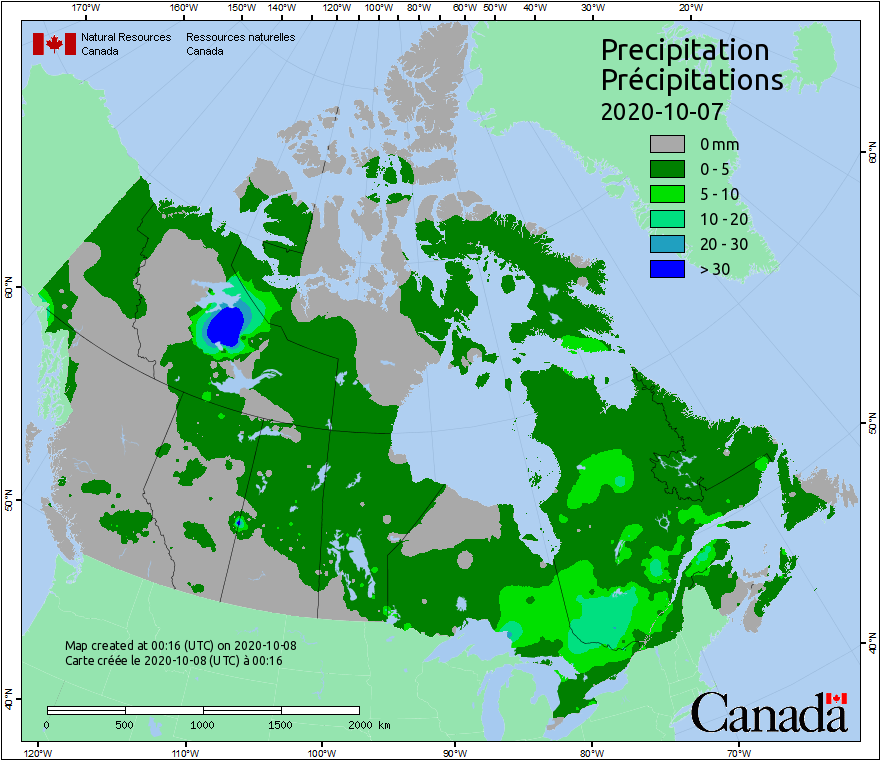 170°W 160°W 150°W 140°W 130°W 120°W 110°W 100°W 90°W 80°W 70°W 60°W 50°W 40°W 30°W 20°W
Natural Resources Ressources naturelles
Canada Canada
Precipitation
Précipitations
2020-10-07
0 mm
0 - 5
5 - 10
10 - 20
20 - 30
> 30
60°N
60°N
50°N
50°N
40°N
40°N
Map created at 00:16 (UTC) on 2020-10-08
Carte créée le 2020-10-08 (UTC) à 00:16
0 500 1000 1500 2000 km
Canada
120°W 110°W 100°W 90°W 80°W 70°W